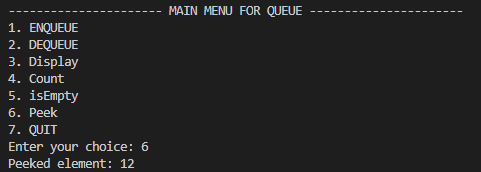 ---------------------- MAIN MENU FOR QUEUE ----------------------
1. ENQUEUE
2. DEQUEUE
3. Display
4. Count
5. isEmpty
6. Peek
7. QUIT
Enter your choice: 6
Peeked element: 12